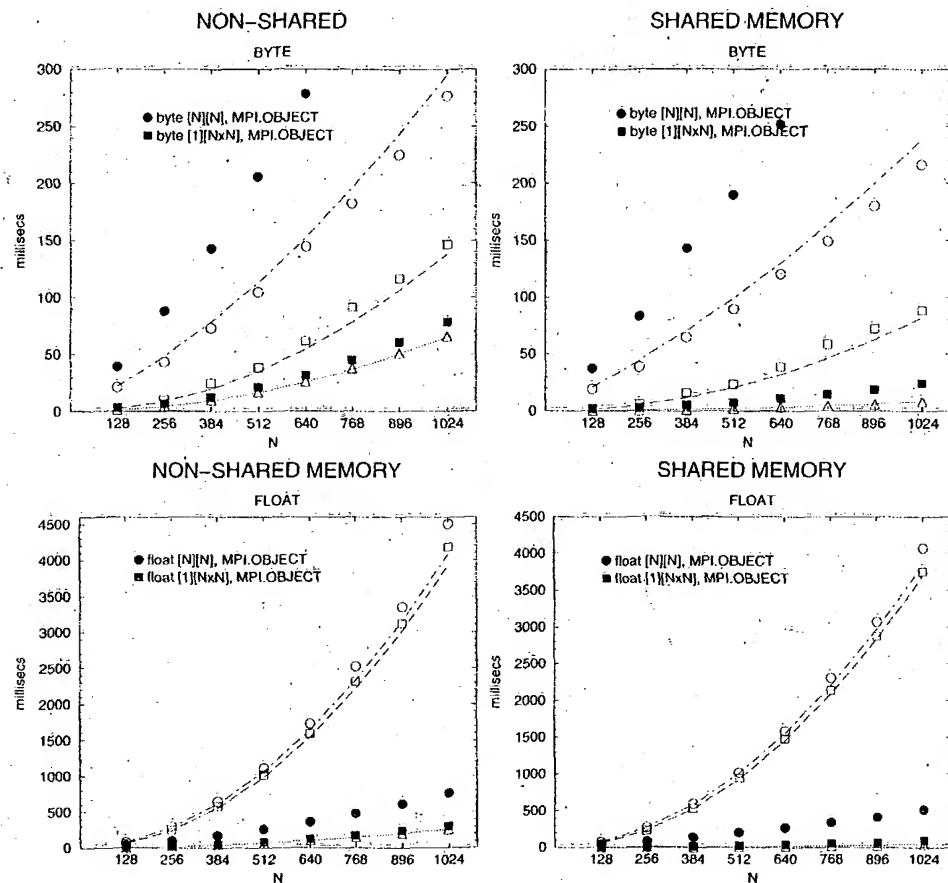 NON-SHARED
BYTE
300
250
200
150
100
50
0
millisecs
byte [N][N], MPI.OBJECT
byte [1][NxN], MPI.OBJECT
128 256 384 512 640 768 896 1024
N
SHARED MEMORY
BYTE
300
250
200
150
100
50
0
millisecs
byte [N][N], MPI.OBJECT
byte [1][NxN], MPI.OBJECT
128 256 384 512 640 768 896 1024
N
NON-SHARED MEMORY
FLOAT
4500
4000
3500
3000
2500
2000
1500
1000
500
0
millisecs
float [N][N], MPI.OBJECT
float [1][NxN], MPI.OBJECT
128 256 384 512 640 768 896 1024
N
SHARED MEMORY
FLOAT
4500
4000
3500
3000
2500
2000
1500
1000
500
0
millisecs
float [N][N], MPI.OBJECT
float [1][NxN], MPI.OBJECT
128 256 384 512 640 768 896 1024
N